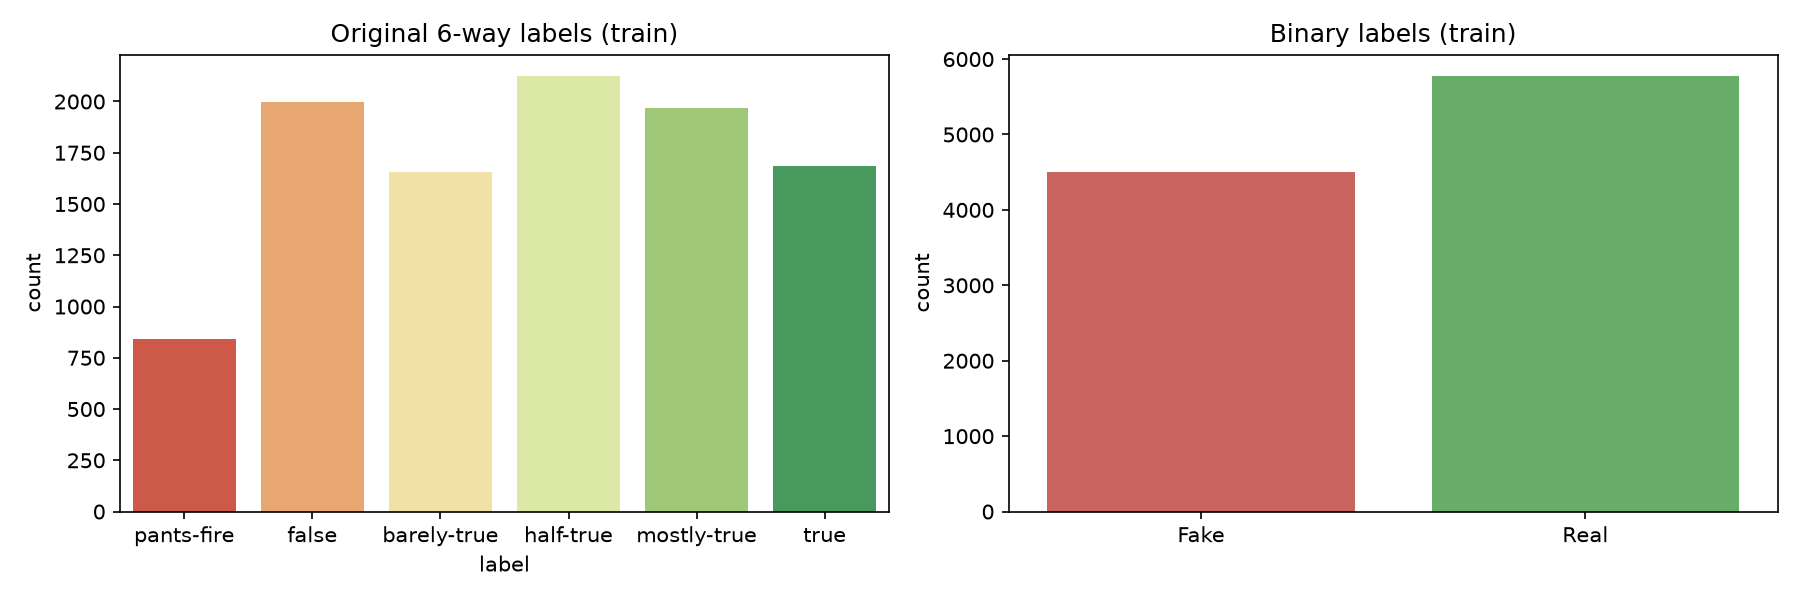 Original 6-way labels (train)
count
2000
1750
1500
1250
1000
750
500
250
0
pants-fire false barely-true half-true mostly-true true
label
Binary labels (train)
count
6000
5000
4000
3000
2000
1000
0
Fake Real